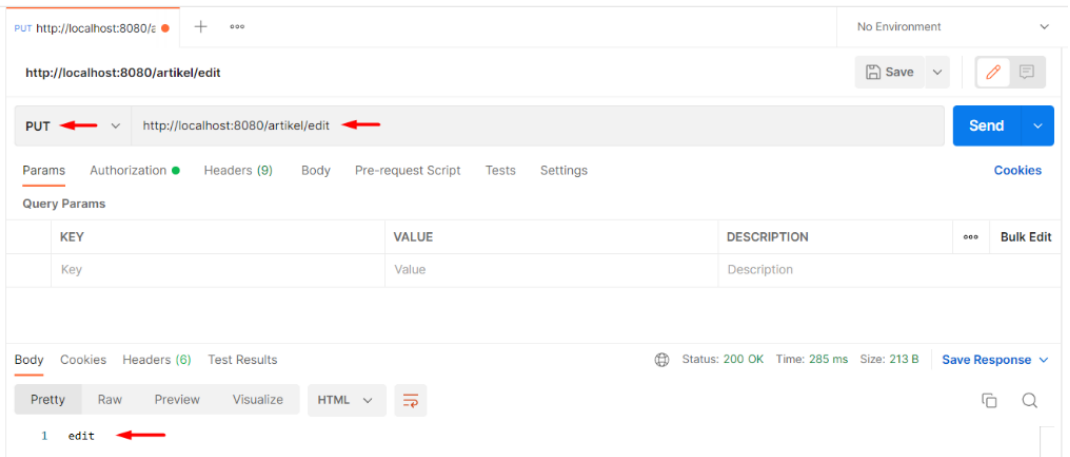 PUT http://localhost:8080/a
No Environment
http://localhost:8080/artikel/edit
Save
PUT http://localhost:8080/artikel/edit Send
Params Authorization Headers (9) Body Pre-request Script Tests Settings Cookies
Query Params
KEY VALUE DESCRIPTION Bulk Edit
Key Value Description
Body Cookies Headers (6) Test Results Status: 200 OK Time: 285 ms Size: 213 B Save Response
Pretty Raw Preview Visualize HTML
1 edit